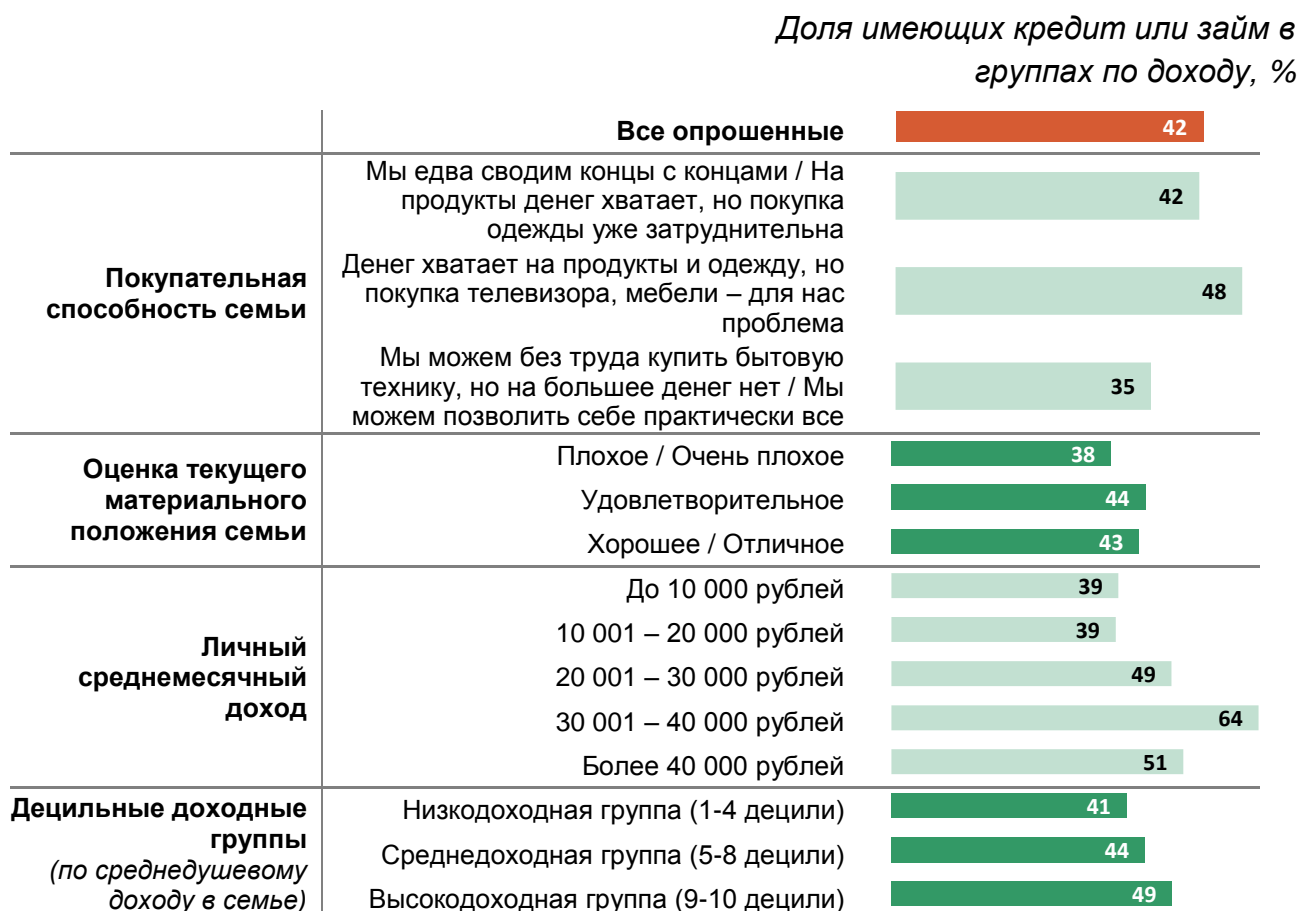 Доля имеющих кредит или займ в
группах по доходу, %
Все опрошенные
42
Покупательная
способность семьи
Мы едва сводим концы с концами / На
продукты денег хватает, но покупка
одежды уже затруднительна
42
Денег хватает на продукты и одежду, но
покупка телевизора, мебели – для нас
проблема
48
Мы можем без труда купить бытовую
технику, но на большее денег нет / Мы
можем позволить себе практически все
35
Оценка текущего
материального
положения семьи
Плохое / Очень плохое
38
Удовлетворительное
44
Хорошее / Отличное
43
Личный
среднемесячный
доход
До 10 000 рублей
39
10 001 – 20 000 рублей
39
20 001 – 30 000 рублей
49
30 001 – 40 000 рублей
64
Более 40 000 рублей
51
Децильные доходные
группы
(по среднедушевому
доходу в семье)
Низкодоходная группа (1-4 децили)
41
Среднедоходная группа (5-8 децили)
44
Высокодоходная группа (9-10 децили)
49